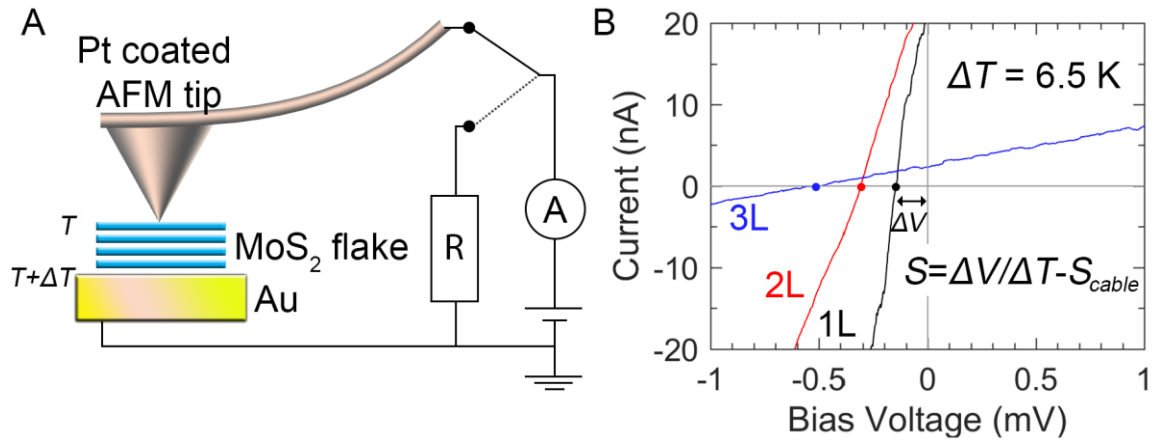 A
Pt coated
AFM tip
T
MoS₂ flake
T+ΔT
Au
R
A
B
20
10
0
-10
-20
Current (nA)
ΔT = 6.5 K
3L
2L
1L
ΔV
S=ΔV/ΔT-S_cable
-1
-0.5
0
0.5
1
Bias Voltage (mV)